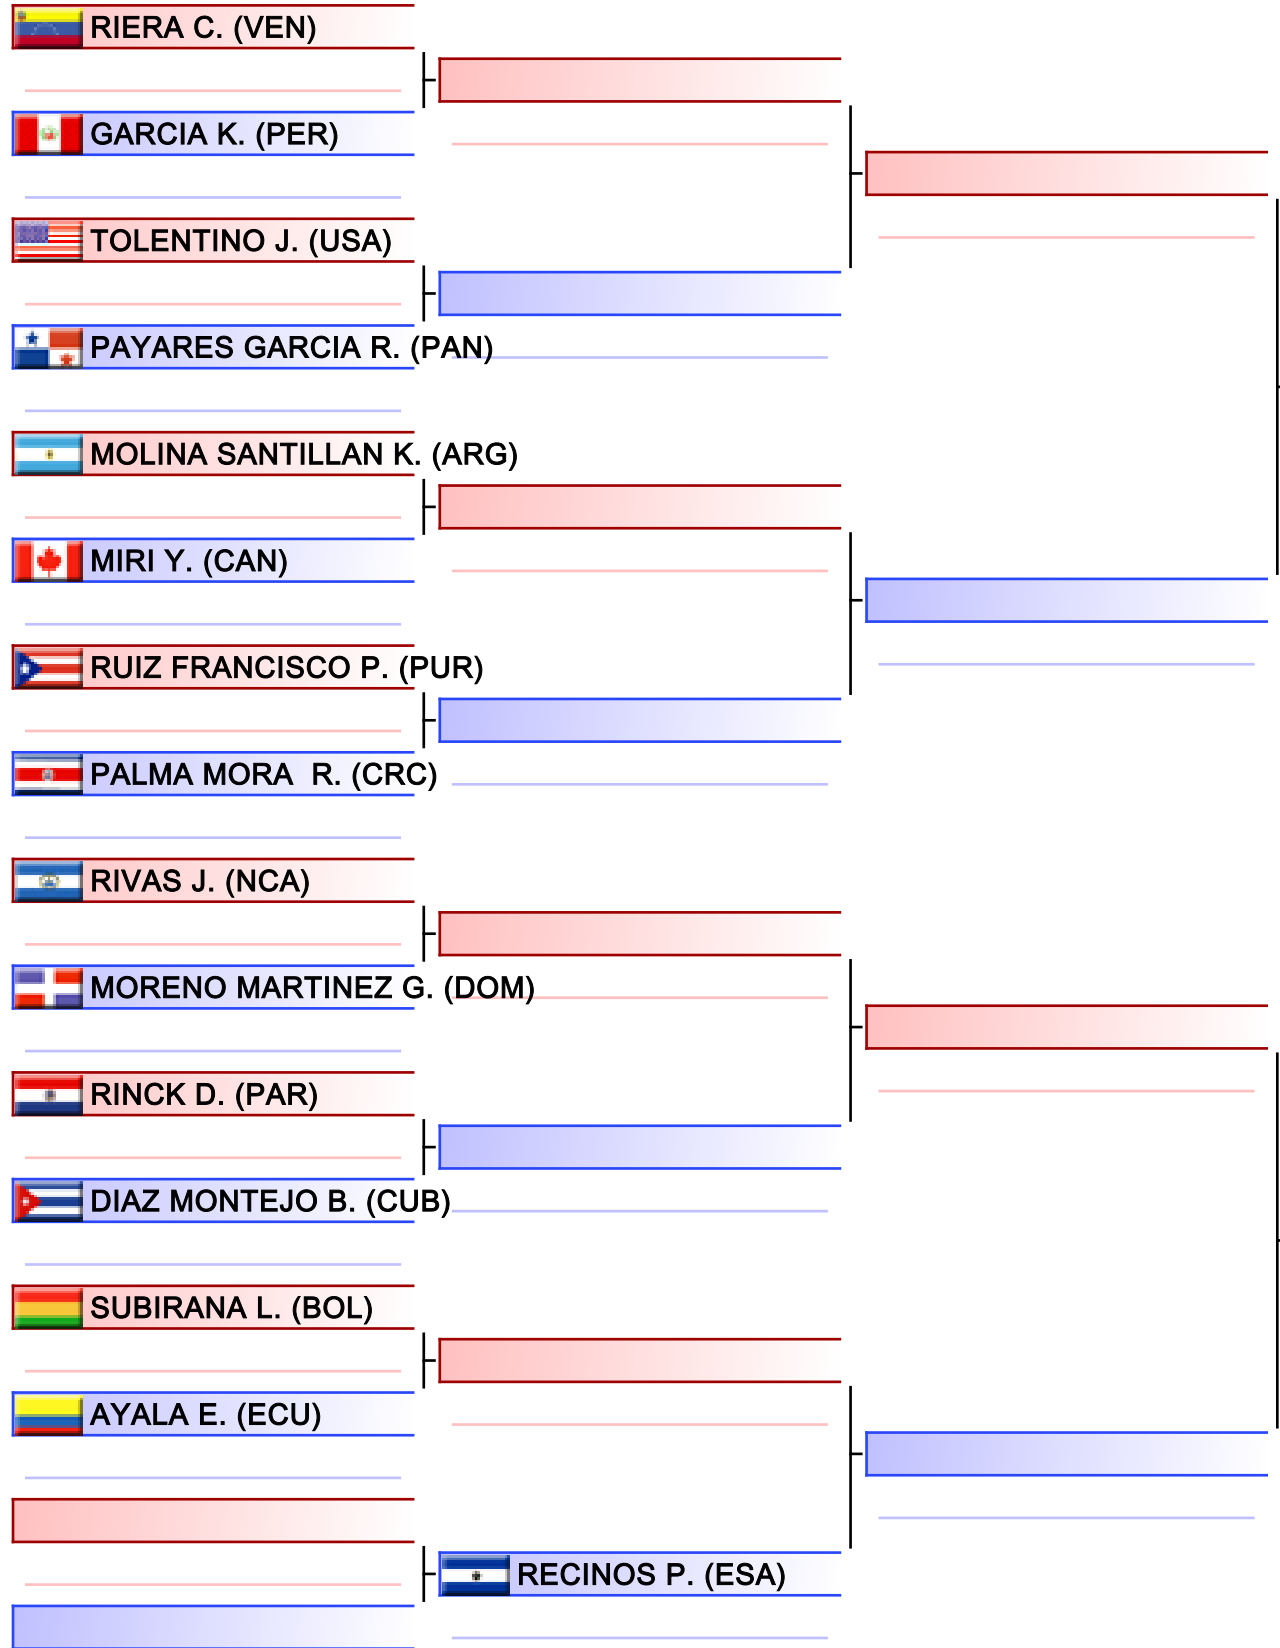 RIERA C. (VEN)
GARCIA K. (PER)
TOLENTINO J. (USA)
PAYARES GARCIA R. (PAN)
MOLINA SANTILLAN K. (ARG)
MIRI Y. (CAN)
RUIZ FRANCISCO P. (PUR)
PALMA MORA  R. (CRC)
RIVAS J. (NCA)
MORENO MARTINEZ G. (DOM)
RINCK D. (PAR)
DIAZ MONTEJO B. (CUB)
SUBIRANA L. (BOL)
AYALA E. (ECU)
RECINOS P. (ESA)